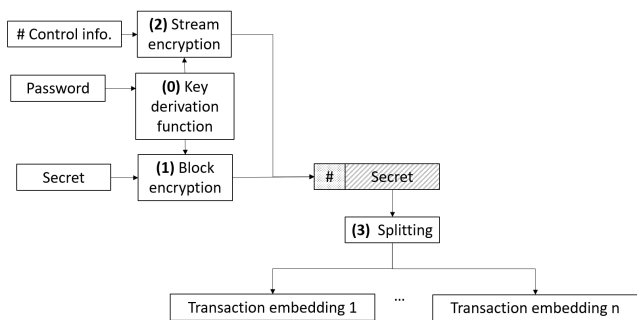 # Control info.
(2) Stream
encryption
Password
(0) Key
derivation
function
Secret
(1) Block
encryption
# Secret
(3) Splitting
Transaction embedding 1
...
Transaction embedding n